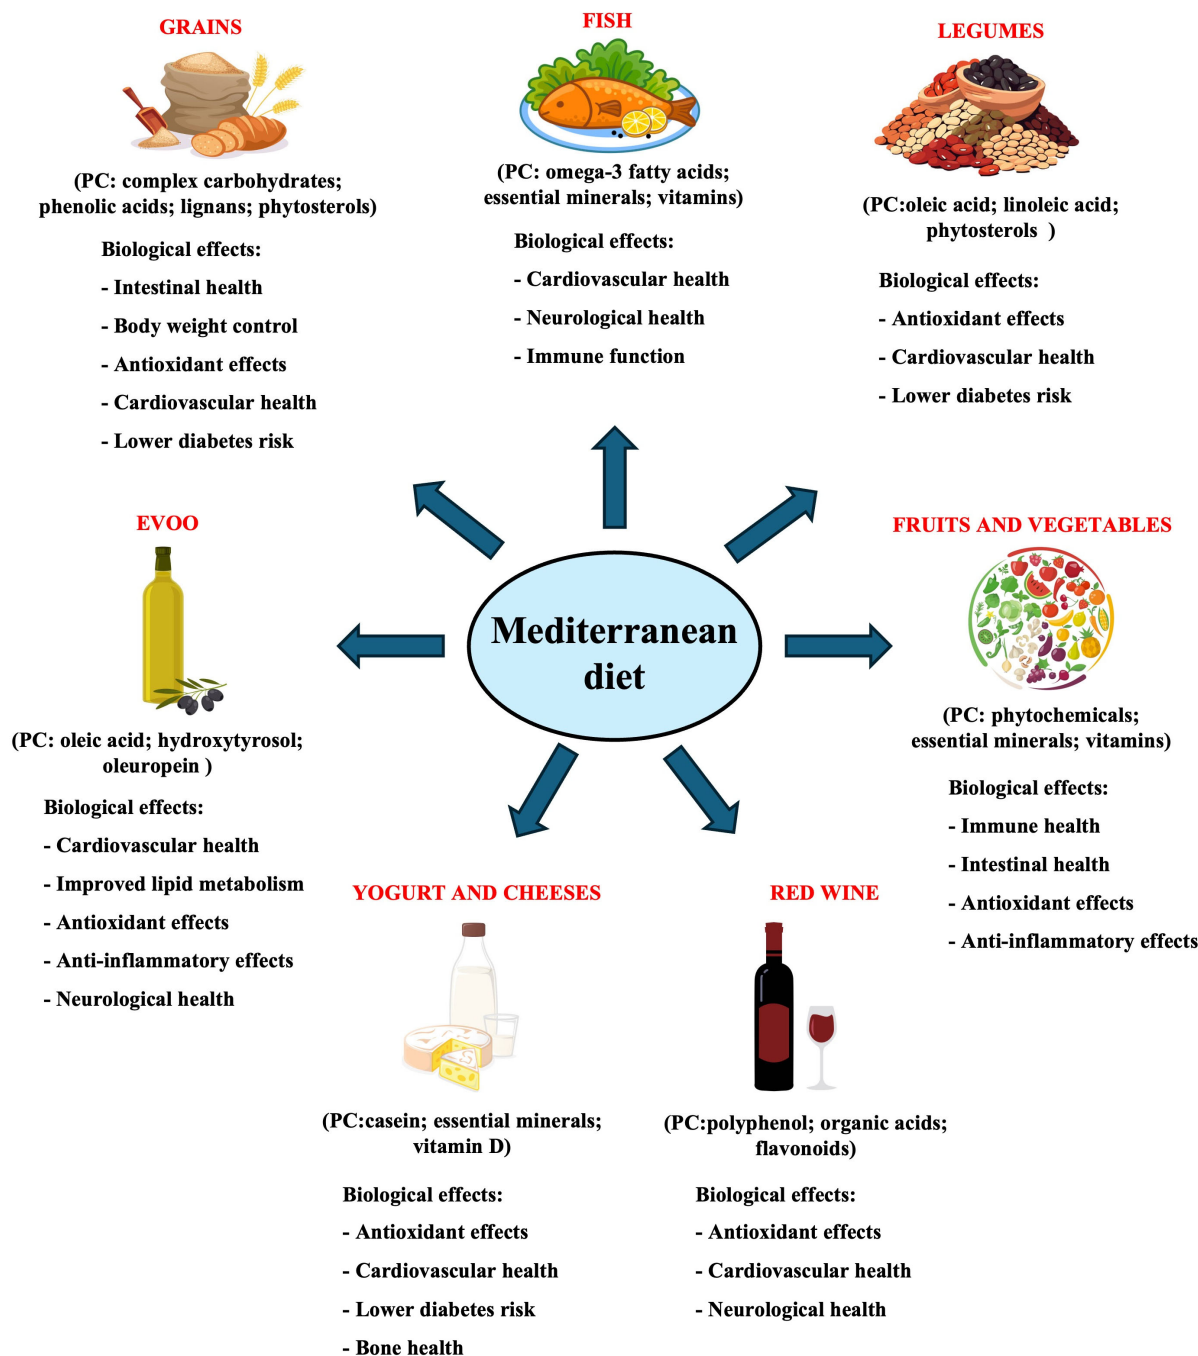 GRAINS
(PC: complex carbohydrates;
phenolic acids; lignans; phytosterols)
Biological effects:
- Intestinal health
- Body weight control
- Antioxidant effects
- Cardiovascular health
- Lower diabetes risk
FISH
(PC: omega-3 fatty acids;
essential minerals; vitamins)
Biological effects:
- Cardiovascular health
- Neurological health
- Immune function
LEGUMES
(PC:oleic acid; linoleic acid;
phytosterols )
Biological effects:
- Antioxidant effects
- Cardiovascular health
- Lower diabetes risk
EVOO
(PC: oleic acid; hydroxytyrosol;
oleuropein )
Biological effects:
- Cardiovascular health
- Improved lipid metabolism
- Antioxidant effects
- Anti-inflammatory effects
- Neurological health
Mediterranean
diet
FRUITS AND VEGETABLES
(PC: phytochemicals;
essential minerals; vitamins)
Biological effects:
- Immune health
- Intestinal health
- Antioxidant effects
- Anti-inflammatory effects
YOGURT AND CHEESES
(PC:casein; essential minerals;
vitamin D)
Biological effects:
- Antioxidant effects
- Cardiovascular health
- Lower diabetes risk
- Bone health
RED WINE
(PC:polyphenol; organic acids;
flavonoids)
Biological effects:
- Antioxidant effects
- Cardiovascular health
- Neurological health